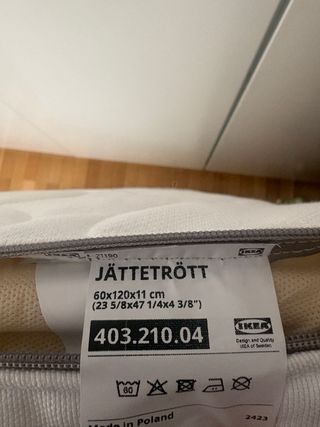 21190
IKEA
JÄTTETRÖTT
60x120x11 cm
(23 5/8x47 1/4x4 3/8")
403.210.04
IKEA
Design and Quality
IKEA of Sweden
60
Made in Poland
2423